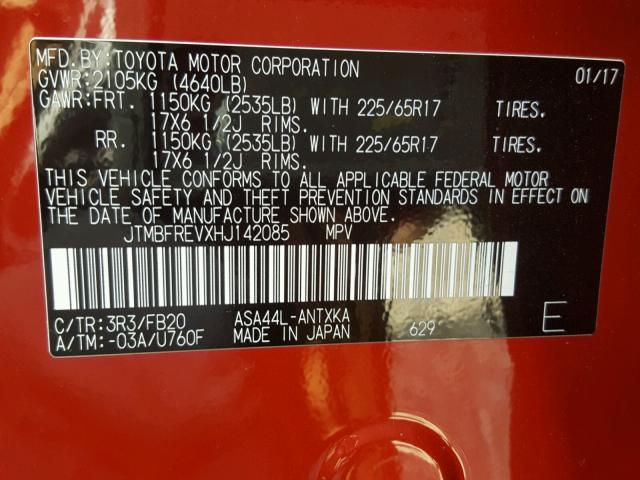 MFD. BY: TOYOTA MOTOR CORPORATION 01/17
GVWR: 2105KG (4640LB)
GAWR: FRT. 1150KG (2535LB) WITH 225/65R17 TIRES.
17X6 1/2J RIMS.
RR. 1150KG (2535LB) WITH 225/65R17 TIRES.
17X6 1/2J RIMS.
THIS VEHICLE CONFORMS TO ALL APPLICABLE FEDERAL MOTOR
VEHICLE SAFETY AND THEFT PREVENTION STANDARDS IN EFFECT ON
THE DATE OF MANUFACTURE SHOWN ABOVE.
JTMBFREVXHJ142085 MPV
C/TR: 3R3/FB20 ASA44L-ANTXKA
A/TM: -03A/U760F MADE IN JAPAN 629 E